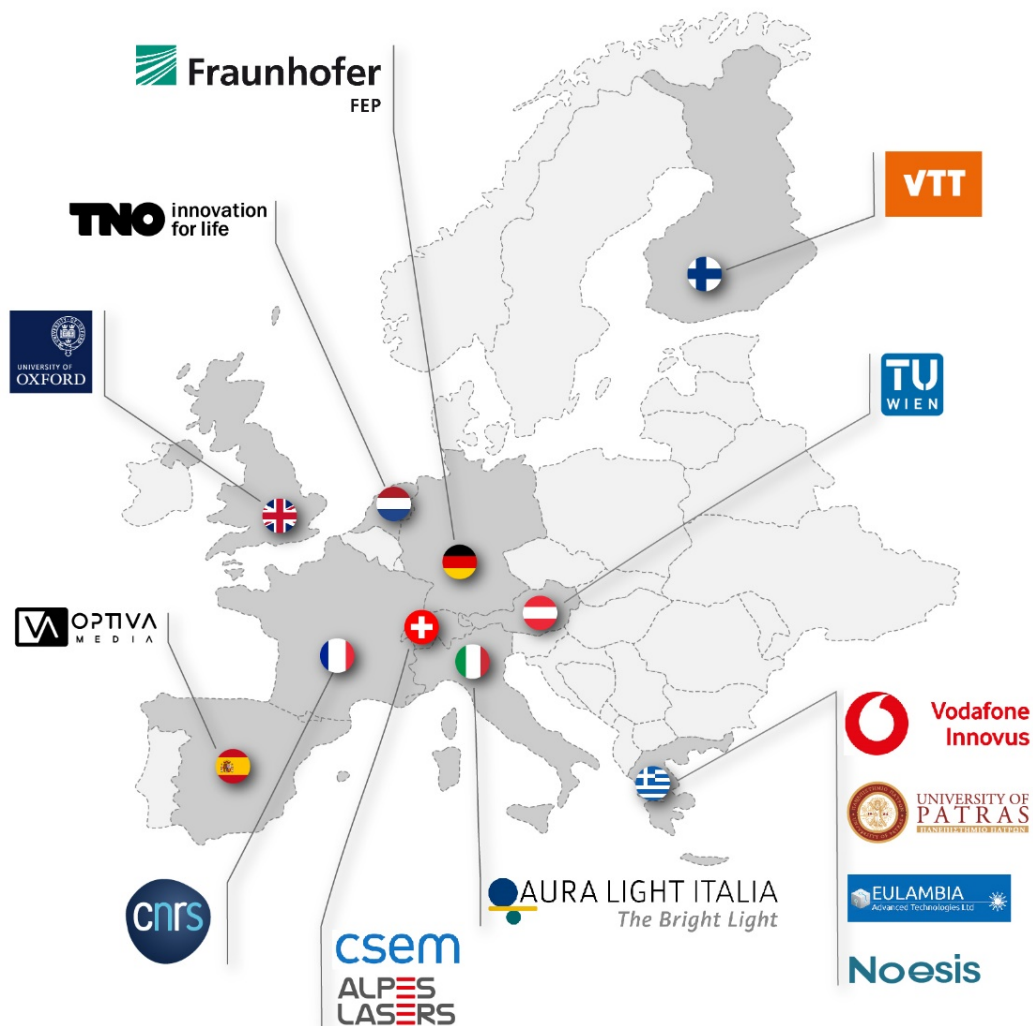 Fraunhofer
FEP
VTT
TNO innovation
for life
UNIVERSITY OF
OXFORD
TU
WIEN
VA OPTIVA
MEDIA
Vodafone
Innovus
UNIVERSITY OF
PATRAS
ΠΑΝΕΠΙΣΤΗΜΙΟ ΠΑΤΡΩΝ
EULAMBIA
Advanced Technologies Ltd
AURA LIGHT ITALIA
The Bright Light
cnrs
csem
ALPES
LASERS
Noesis